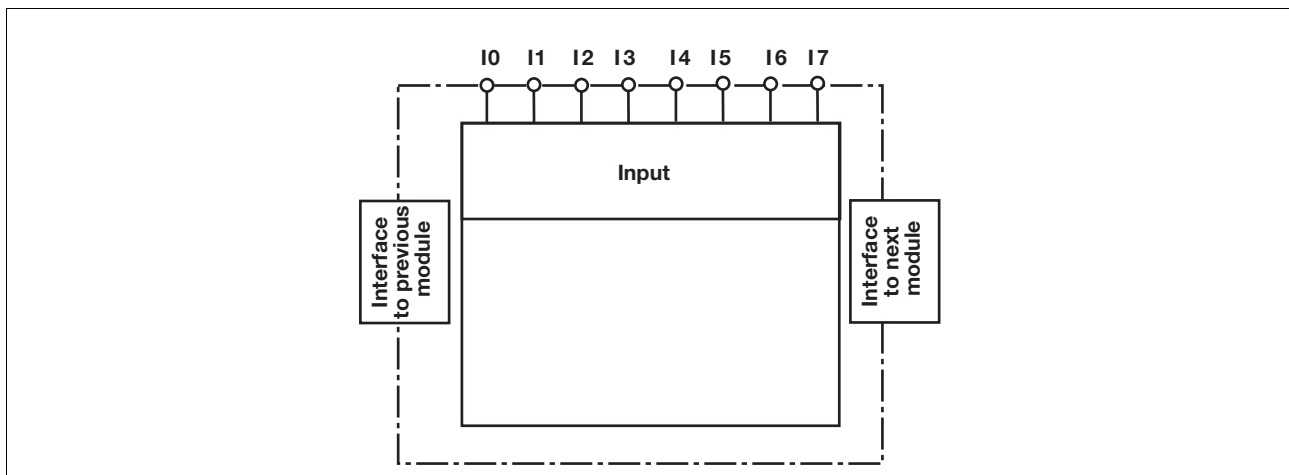 I0 I1 I2 I3 I4 I5 I6 I7
Input
Interface
to previous
module
Interface
to next
module